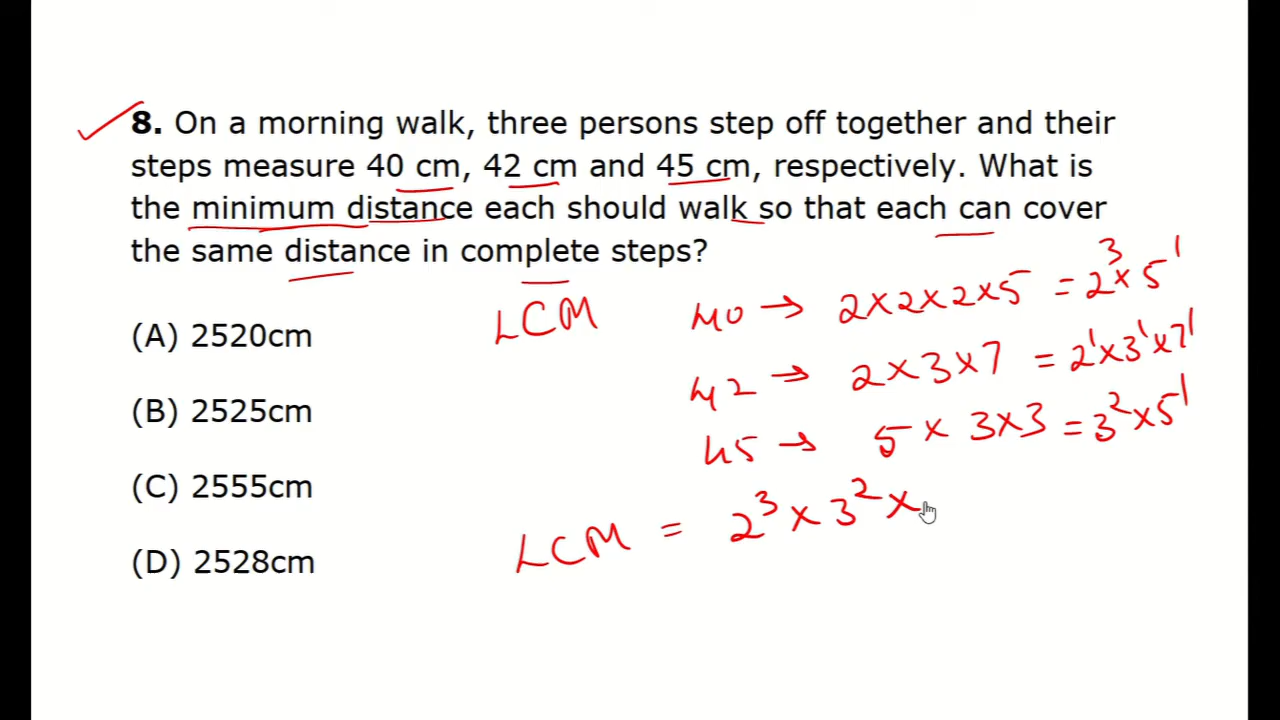 8. On a morning walk, three persons step off together and their
steps measure 40 cm, 42 cm and 45 cm, respectively. What is
the minimum distance each should walk so that each can cover
the same distance in complete steps?
(A) 2520cm
(B) 2525cm
(C) 2555cm
(D) 2528cm
LCM
40 → 2×2×2×5 = 2³×5¹
42 → 2×3×7 = 2¹×3¹×7¹
45 → 5×3×3 = 3²×5¹
LCM = 2³×3²×